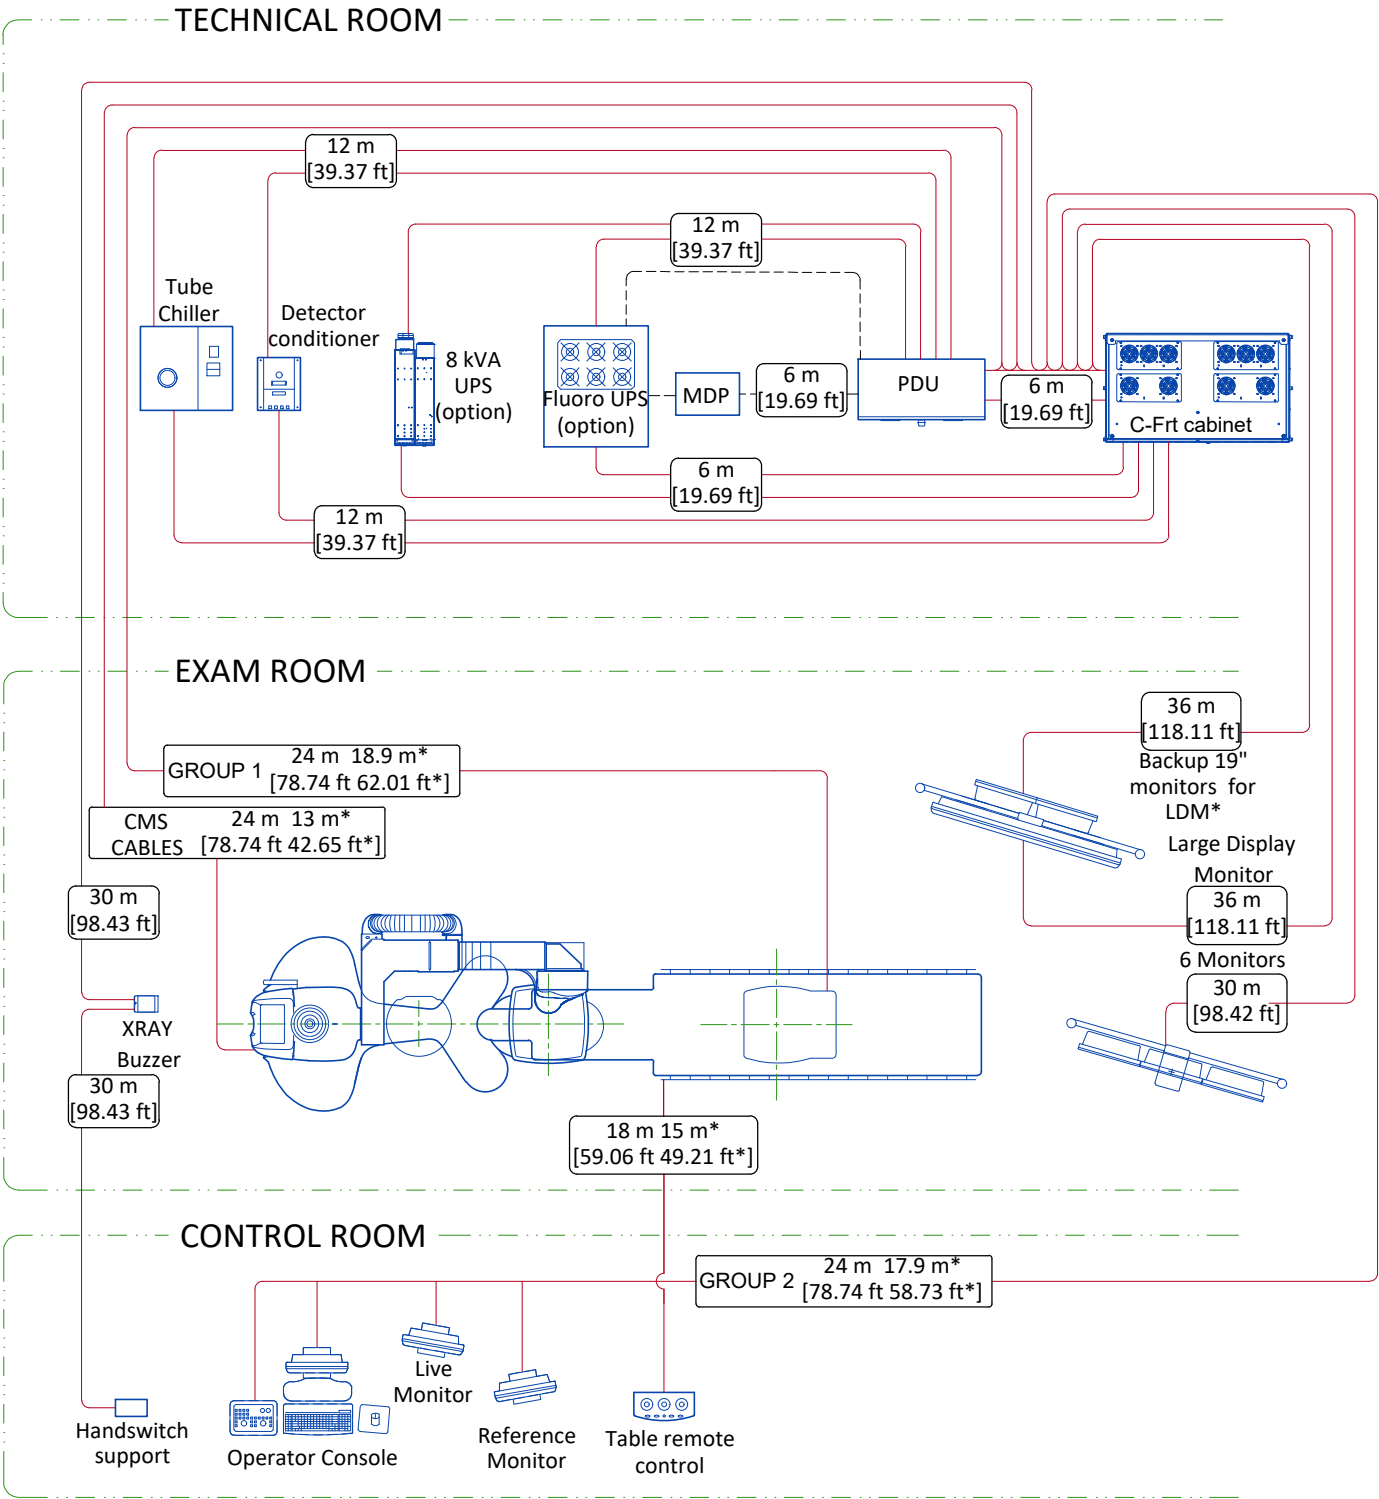 TECHNICAL ROOM
12 m
[39.37 ft]
12 m
[39.37 ft]
Tube
Chiller
Detector
conditioner
8 kVA
UPS
(option)
Fluoro UPS
(option)
MDP
6 m
[19.69 ft]
PDU
6 m
[19.69 ft]
C-Frt cabinet
6 m
[19.69 ft]
12 m
[39.37 ft]
EXAM ROOM
36 m
[118.11 ft]
Backup 19"
monitors for
LDM*
GROUP 1 24 m 18.9 m*
[78.74 ft 62.01 ft*]
CMS CABLES 24 m 13 m*
[78.74 ft 42.65 ft*]
Large Display
Monitor
36 m
[118.11 ft]
30 m
[98.43 ft]
6 Monitors
30 m
[98.42 ft]
XRAY
Buzzer
30 m
[98.43 ft]
18 m 15 m*
[59.06 ft 49.21 ft*]
CONTROL ROOM
GROUP 2 24 m 17.9 m*
[78.74 ft 58.73 ft*]
Live
Monitor
Handswitch
support
Operator Console
Reference
Monitor
Table remote
control